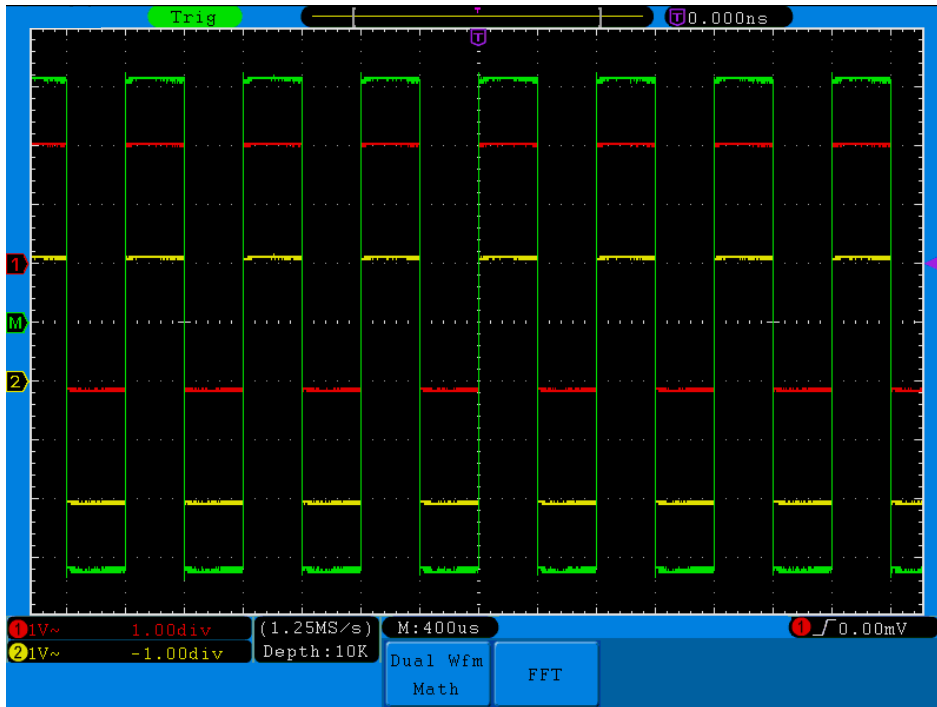 Trig
T 0.000ns
T
1
M
2
1 1V~ 1.00div (1.25MS/s) M:400us 1 0.00mV
2 1V~ -1.00div Depth:10K
Dual Wfm
Math
FFT